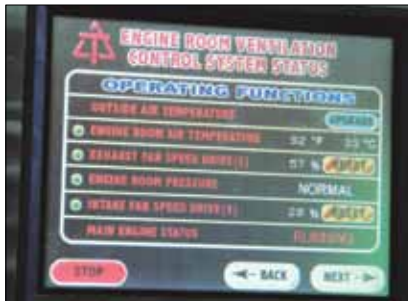 ENGINE ROOM VENTILATION
CONTROL SYSTEM STATUS
OPERATING FUNCTIONS
OUTSIDE AIR TEMPERATURE
ENGINE ROOM AIR TEMPERATURE 92 °F 33 °C
EXHAUST FAN SPEED DRIVE(S) 57 %
ENGINE ROOM PRESSURE NORMAL
INTAKE FAN SPEED DRIVE(S) 28 %
MAIN ENGINE STATUS RUNNING
STOP BACK NEXT